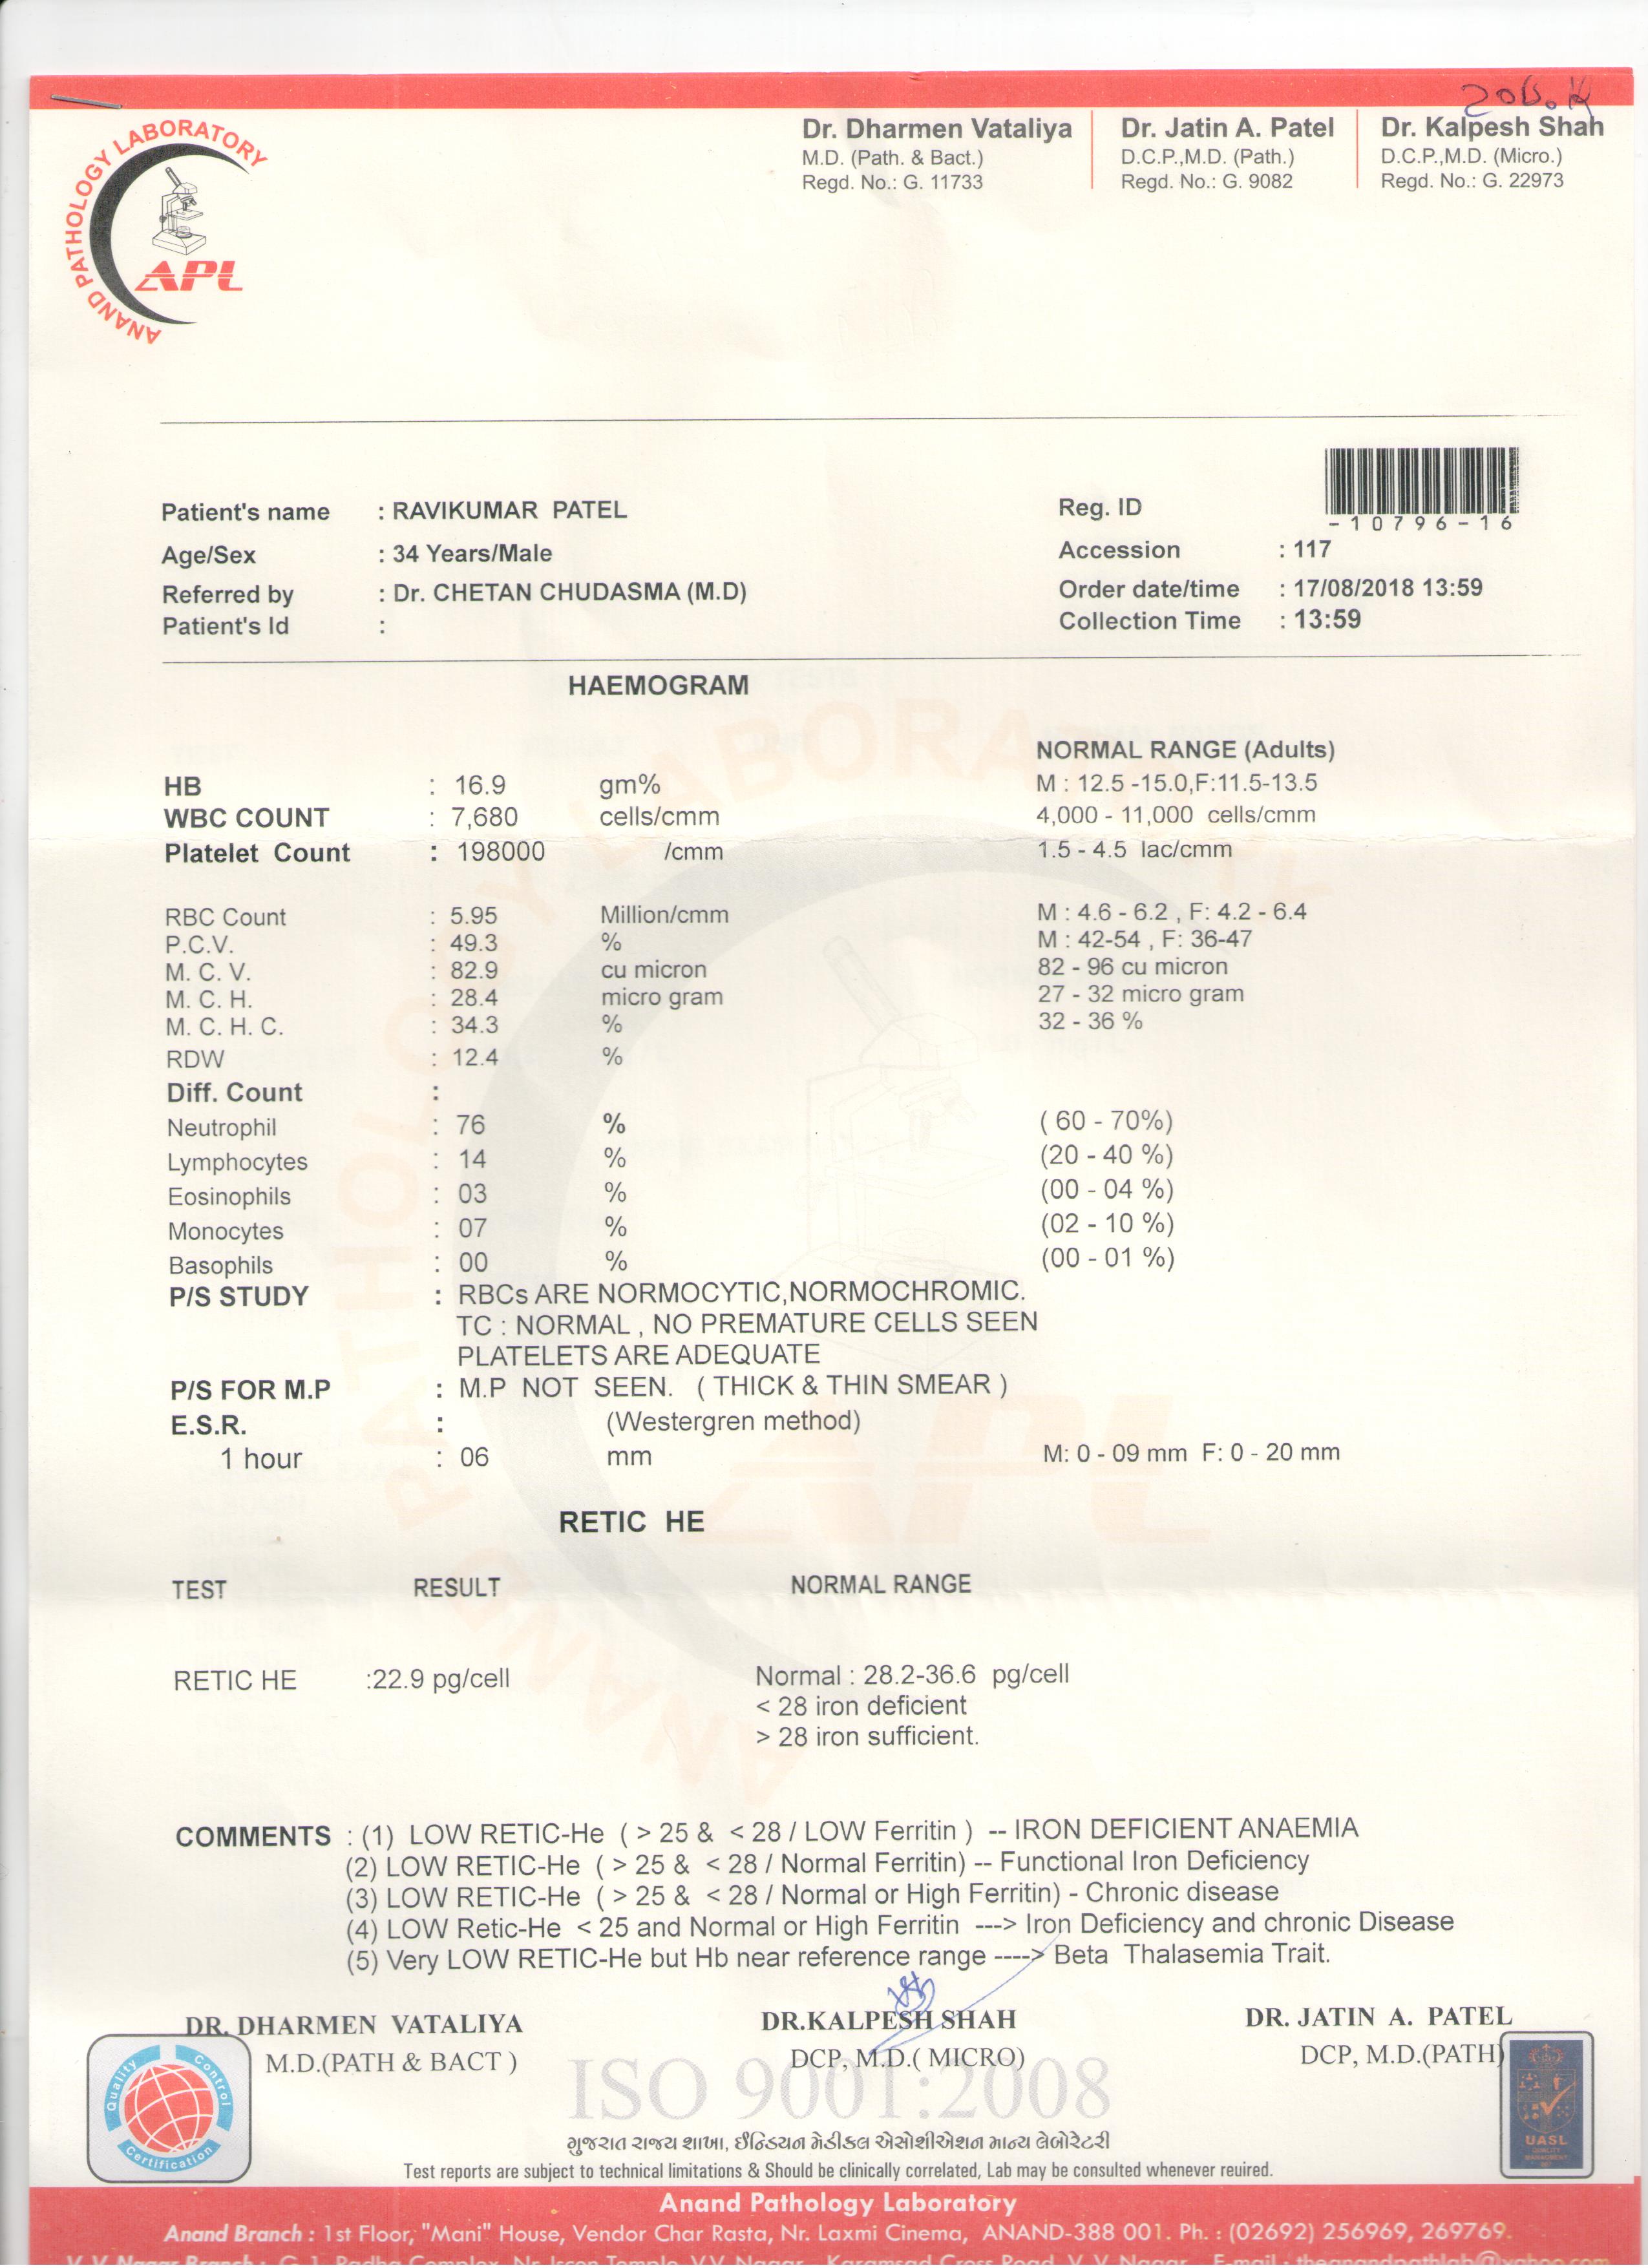 20B.K
Dr. Dharmen Vataliya
M.D. (Path. & Bact.)
Regd. No.: G. 11733
Dr. Jatin A. Patel
D.C.P.,M.D. (Path.)
Regd. No.: G. 9082
Dr. Kalpesh Shah
D.C.P.,M.D. (Micro.)
Regd. No.: G. 22973
ANAND PATHOLOGY LABORATORY
APL
Patient's name : RAVIKUMAR PATEL Reg. ID
-10796-16
Age/Sex : 34 Years/Male Accession : 117
Referred by : Dr. CHETAN CHUDASMA (M.D) Order date/time : 17/08/2018 13:59
Patient's Id : Collection Time : 13:59
HAEMOGRAM
NORMAL RANGE (Adults)
HB : 16.9 gm% M : 12.5 -15.0,F:11.5-13.5
WBC COUNT : 7,680 cells/cmm 4,000 - 11,000 cells/cmm
Platelet Count : 198000 /cmm 1.5 - 4.5 lac/cmm
RBC Count : 5.95 Million/cmm M : 4.6 - 6.2 , F: 4.2 - 6.4
P.C.V. : 49.3 % M : 42-54 , F: 36-47
M. C. V. : 82.9 cu micron 82 - 96 cu micron
M. C. H. : 28.4 micro gram 27 - 32 micro gram
M. C. H. C. : 34.3 % 32 - 36 %
RDW : 12.4 %
Diff. Count :
Neutrophil : 76 % ( 60 - 70%)
Lymphocytes : 14 % (20 - 40 %)
Eosinophils : 03 % (00 - 04 %)
Monocytes : 07 % (02 - 10 %)
Basophils : 00 % (00 - 01 %)
P/S STUDY : RBCs ARE NORMOCYTIC,NORMOCHROMIC.
TC : NORMAL , NO PREMATURE CELLS SEEN
PLATELETS ARE ADEQUATE
P/S FOR M.P : M.P NOT SEEN. ( THICK & THIN SMEAR )
E.S.R. : (Westergren method)
1 hour : 06 mm M: 0 - 09 mm F: 0 - 20 mm
RETIC HE
TEST RESULT NORMAL RANGE
RETIC HE :22.9 pg/cell Normal : 28.2-36.6 pg/cell
< 28 iron deficient
> 28 iron sufficient.
COMMENTS : (1) LOW RETIC-He ( > 25 & < 28 / LOW Ferritin ) -- IRON DEFICIENT ANAEMIA
(2) LOW RETIC-He ( > 25 & < 28 / Normal Ferritin) -- Functional Iron Deficiency
(3) LOW RETIC-He ( > 25 & < 28 / Normal or High Ferritin) - Chronic disease
(4) LOW Retic-He < 25 and Normal or High Ferritin ---> Iron Deficiency and chronic Disease
(5) Very LOW RETIC-He but Hb near reference range ----> Beta Thalasemia Trait.
DR. DHARMEN VATALIYA DR.KALPESH SHAH DR. JATIN A. PATEL
M.D.(PATH & BACT ) DCP, M.D.( MICRO) DCP, M.D.(PATH)
Quality Control Certification
ISO 9001:2008
UASL
ગુજરાત રાજ્ય શાખા, ઈન્ડિયન મેડીકલ એસોશીએશન માન્ય લેબોરેટરી
Test reports are subject to technical limitations & Should be clinically correlated, Lab may be consulted whenever reuired.
Anand Pathology Laboratory
Anand Branch : 1st Floor, "Mani" House, Vendor Char Rasta, Nr. Laxmi Cinema, ANAND-388 001. Ph. : (02692) 256969, 269769.